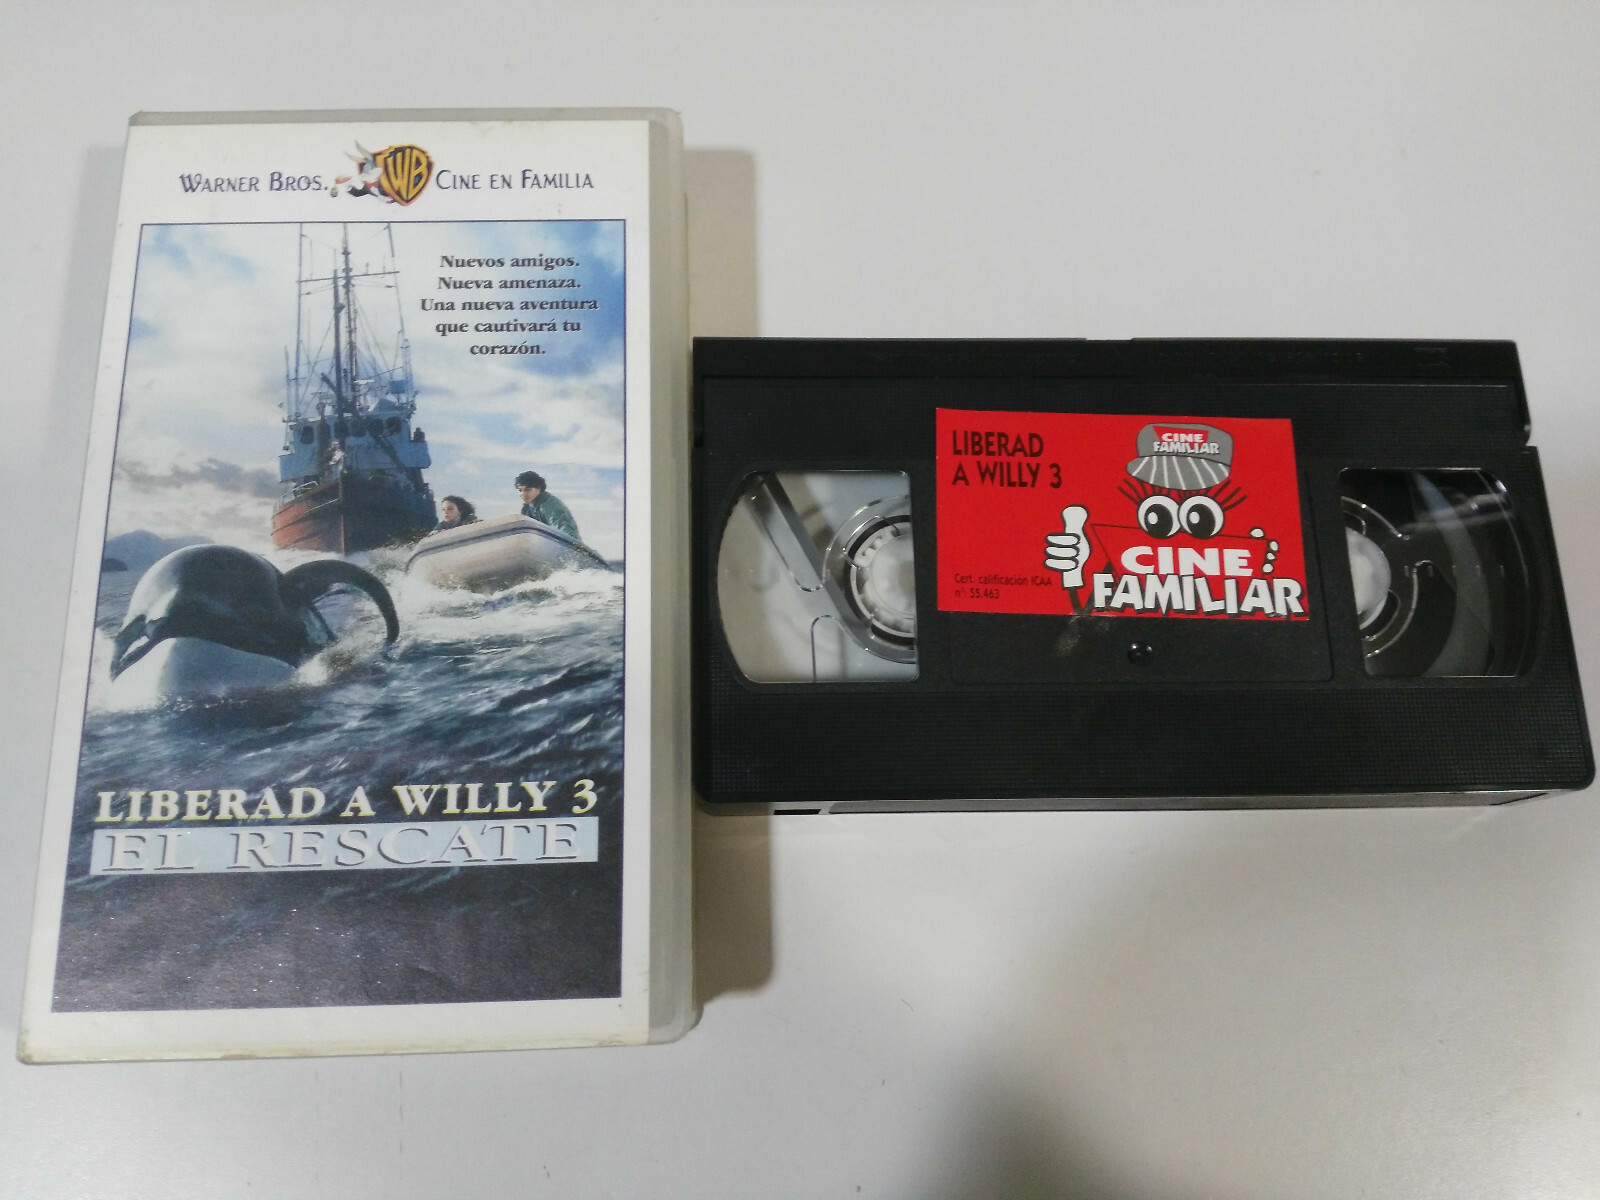 WARNER BROS. WB CINE EN FAMILIA
Nuevos amigos.
Nueva amenaza.
Una nueva aventura
que cautivará tu
corazón.
LIBERAD A WILLY 3
EL RESCATE
LIBERAD
A WILLY 3
CINE
FAMILIAR
CINE
FAMILIAR
Cert. calificación ICAA
nº. 55.463